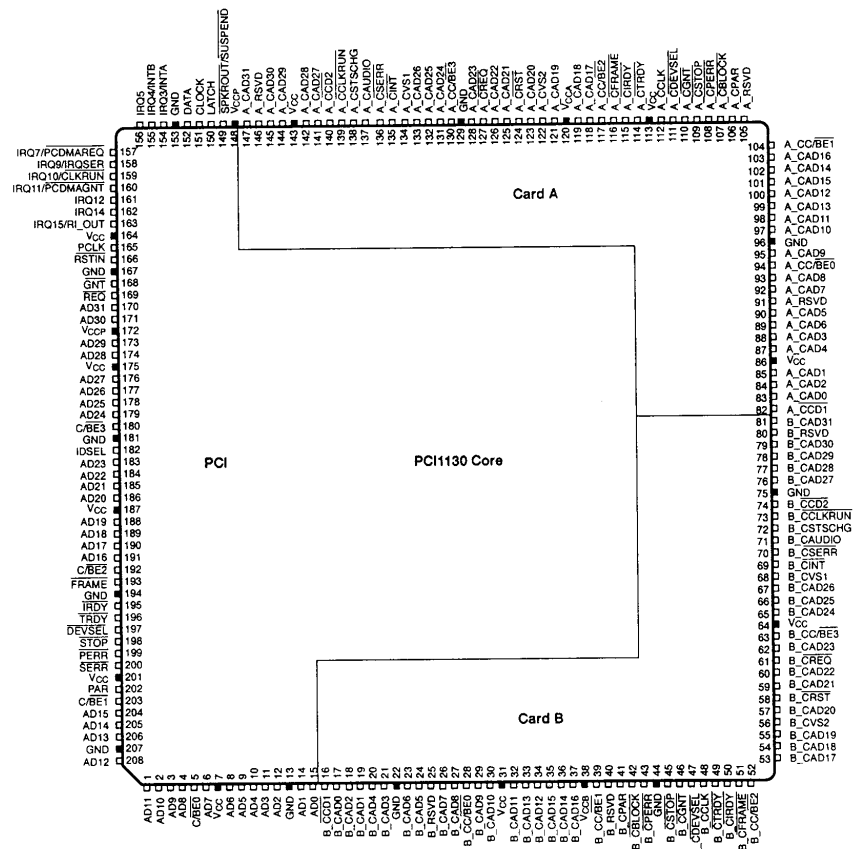 IRQ5 156
IRQ4/INTB 155
IRQ3/INTA 154
GND 153
DATA 152
CLOCK 151
LATCH 150
SPKROUT/SUSPEND 149
VCCP 148
A_CAD31 147
A_RSVD 146
A_CAD30 145
A_CAD29 144
VCC 143
A_CAD28 142
A_CAD27 141
A_CCD2 140
A_CCLKRUN 139
A_CSTSCHG 138
A_CAUDIO 137
A_CSERR 136
A_CINT 135
A_CVS1 134
A_CAD26 133
A_CAD25 132
A_CAD24 131
A_CC/BE3 130
GND 129
A_CAD23 128
A_CREQ 127
A_CAD22 126
A_CAD21 125
A_CRST 124
A_CAD20 123
A_CVS2 122
A_CAD19 121
VCCA 120
A_CAD18 119
A_CAD17 118
A_CC/BE2 117
A_CFRAME 116
A_CIRDY 115
A_CTRDY 114
VCC 113
A_CCLK 112
A_CDEVSEL 111
A_CGNT 110
A_CSTOP 109
A_CPERR 108
A_CBLOCK 107
A_CPAR 106
A_RSVD 105
IRQ7/PCDMAREQ 157
IRQ9/IRQSER 158
IRQ10/CLKRUN 159
IRQ11/PCDMAGNT 160
IRQ12 161
IRQ14 162
IRQ15/RI_OUT 163
VCC 164
PCLK 165
RSTIN 166
GND 167
GNT 168
REQ 169
AD31 170
AD30 171
VCCP 172
AD29 173
AD28 174
VCC 175
AD27 176
AD26 177
AD25 178
AD24 179
C/BE3 180
GND 181
IDSEL 182
AD23 183
AD22 184
AD21 185
AD20 186
VCC 187
AD19 188
AD18 189
AD17 190
AD16 191
C/BE2 192
FRAME 193
GND 194
IRDY 195
TRDY 196
DEVSEL 197
STOP 198
PERR 199
SERR 200
VCC 201
PAR 202
C/BE1 203
AD15 204
AD14 205
AD13 206
GND 207
AD12 208
Card A
PCI
PCI1130 Core
Card B
104 A_CC/BE1
103 A_CAD16
102 A_CAD14
101 A_CAD15
100 A_CAD12
99 A_CAD13
98 A_CAD11
97 A_CAD10
96 GND
95 A_CAD9
94 A_CC/BE0
93 A_CAD8
92 A_CAD7
91 A_RSVD
90 A_CAD5
89 A_CAD6
88 A_CAD3
87 A_CAD4
86 VCC
85 A_CAD1
84 A_CAD2
83 A_CAD0
82 A_CCD1
81 B_CAD31
80 B_RSVD
79 B_CAD30
78 B_CAD29
77 B_CAD28
76 B_CAD27
75 GND
74 B_CCD2
73 B_CCLKRUN
72 B_CSTSCHG
71 B_CAUDIO
70 B_CSERR
69 B_CINT
68 B_CVS1
67 B_CAD26
66 B_CAD25
65 B_CAD24
64 VCC
63 B_CC/BE3
62 B_CAD23
61 B_CREQ
60 B_CAD22
59 B_CAD21
58 B_CRST
57 B_CAD20
56 B_CVS2
55 B_CAD19
54 B_CAD18
53 B_CAD17
1 AD11
2 AD10
3 AD9
4 AD8
5 C/BE0
6 AD7
7 VCC
8 AD6
9 AD5
10 AD4
11 AD3
12 AD2
13 GND
14 AD1
15 AD0
16 B_CCD1
17 B_CAD0
18 B_CAD2
19 B_CAD1
20 B_CAD4
21 B_CAD3
22 GND
23 B_CAD6
24 B_CAD5
25 B_RSVD
26 B_CAD7
27 B_CAD8
28 B_CC/BE0
29 B_CAD9
30 B_CAD10
31 VCC
32 B_CAD11
33 B_CAD13
34 B_CAD12
35 B_CAD15
36 B_CAD14
37 B_CAD16
38 VCCB
39 B_CC/BE1
40 B_RSVD
41 B_CPAR
42 B_CBLOCK
43 B_CPERR
44 GND
45 B_CSTOP
46 B_CGNT
47 B_CDEVSEL
48 B_CCLK
49 B_CTRDY
50 B_CIRDY
51 B_CFRAME
52 B_CC/BE2